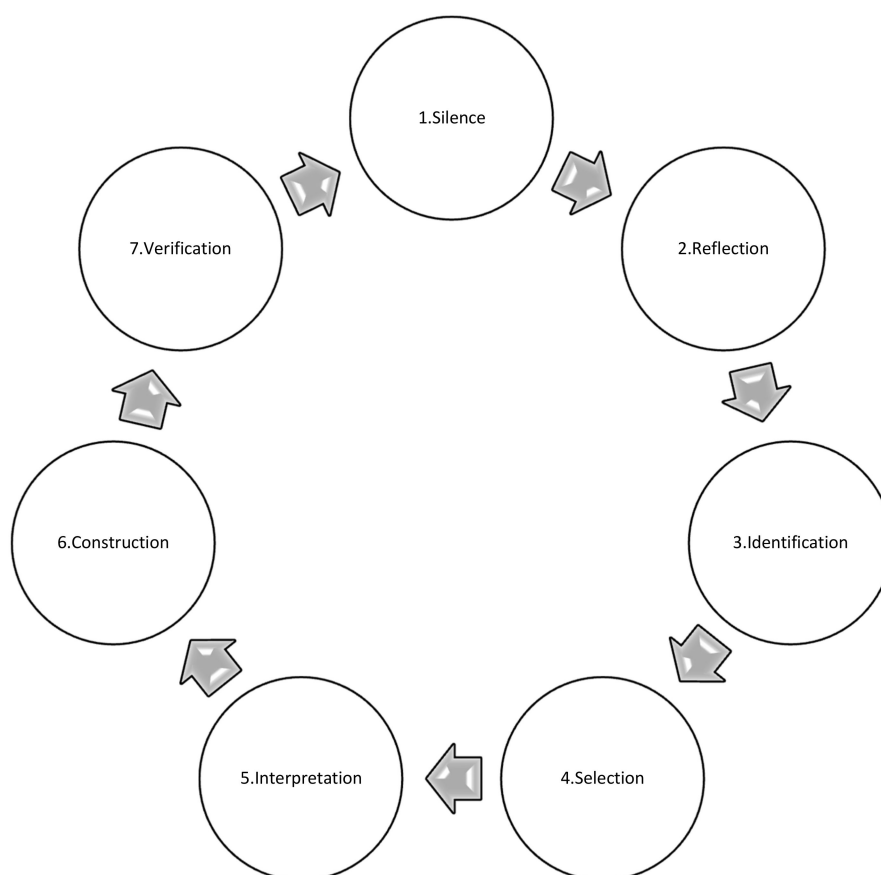 1.Silence
2.Reflection
3.Identification
4.Selection
5.Interpretation
6.Construction
7.Verification